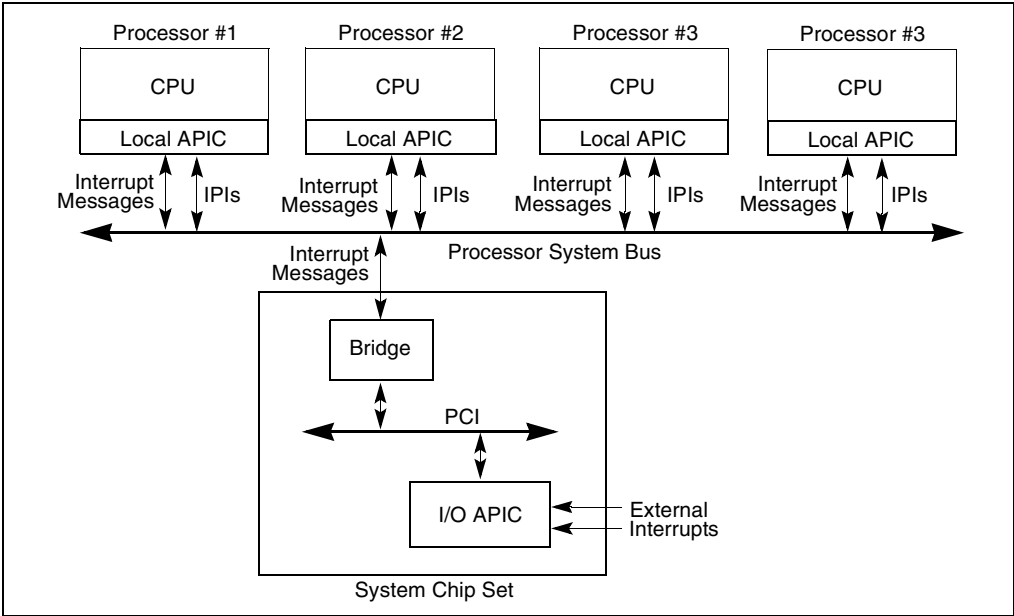 Processor #1
Processor #2
Processor #3
Processor #3
CPU
CPU
CPU
CPU
Local APIC
Local APIC
Local APIC
Local APIC
Interrupt
Messages
IPIs
Interrupt
Messages
IPIs
Interrupt
Messages
IPIs
Interrupt
Messages
IPIs
Processor System Bus
Interrupt
Messages
Bridge
PCI
I/O APIC
External
Interrupts
System Chip Set